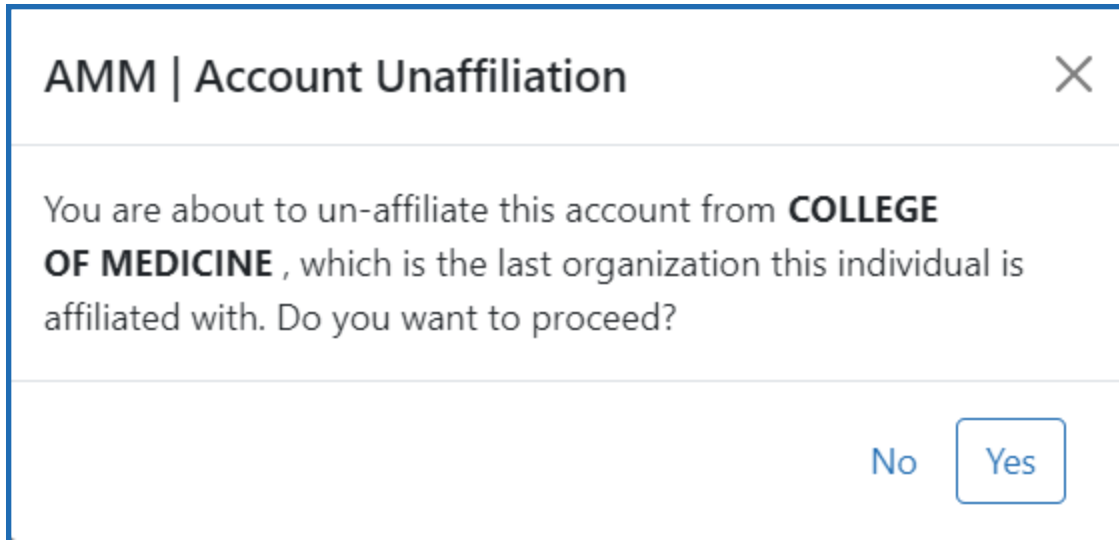 AMM | Account Unaffiliation
You are about to un-affiliate this account from COLLEGE
OF MEDICINE , which is the last organization this individual is
affiliated with. Do you want to proceed?
No Yes